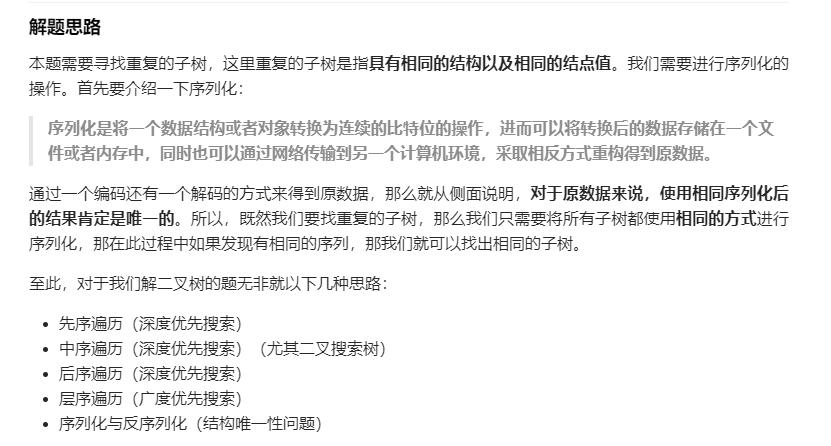 解题思路
本题需要寻找重复的子树，这里重复的子树是指具有相同的结构以及相同的结点值。我们需要进行序列化的
操作。首先要介绍一下序列化：
序列化是将一个数据结构或者对象转换为连续的比特位的操作，进而可以将转换后的数据存储在一个文
件或者内存中，同时也可以通过网络传输到另一个计算机环境，采取相反方式重构得到原数据。
通过一个编码还有一个解码的方式来得到原数据，那么就从侧面说明，对于原数据来说，使用相同序列化后
的结果肯定是唯一的。所以，既然我们要找重复的子树，那么我们只需要将所有子树都使用相同的方式进行
序列化，那在此过程中如果发现有相同的序列，那我们就可以找出相同的子树。
至此，对于我们解二叉树的题无非就以下几种思路：
• 先序遍历（深度优先搜索）
• 中序遍历（深度优先搜索）（尤其二叉搜索树）
• 后序遍历（深度优先搜索）
• 层序遍历（广度优先搜索）
• 序列化与反序列化（结构唯一性问题）